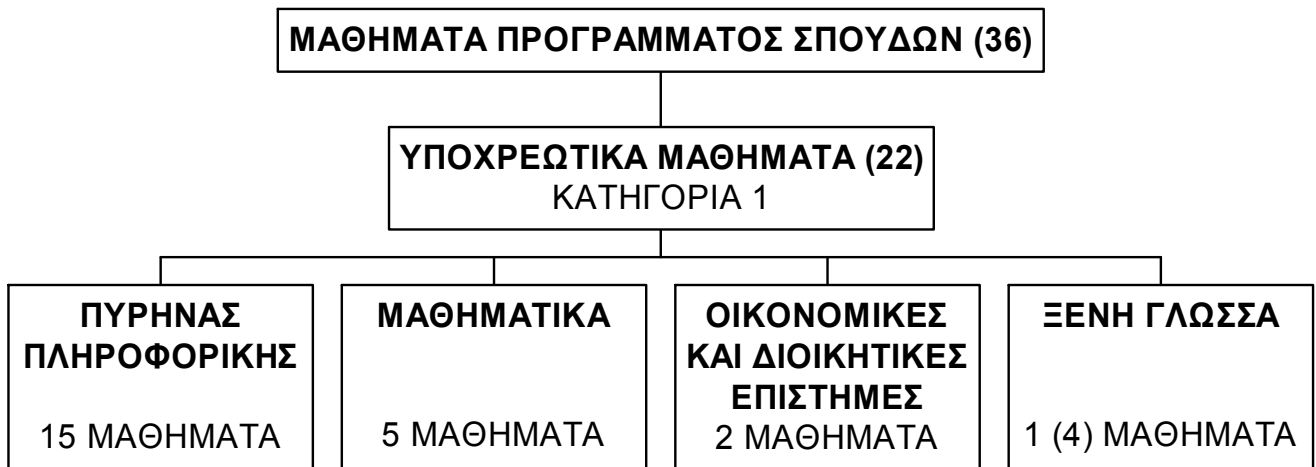 ΜΑΘΗΜΑΤΑ ΠΡΟΓΡΑΜΜΑΤΟΣ ΣΠΟΥΔΩΝ (36)
ΥΠΟΧΡΕΩΤΙΚΑ ΜΑΘΗΜΑΤΑ (22)
ΚΑΤΗΓΟΡΙΑ 1
ΠΥΡΗΝΑΣ
ΠΛΗΡΟΦΟΡΙΚΗΣ
15 ΜΑΘΗΜΑΤΑ
ΜΑΘΗΜΑΤΙΚΑ
5 ΜΑΘΗΜΑΤΑ
ΟΙΚΟΝΟΜΙΚΕΣ
ΚΑΙ ΔΙΟΙΚΗΤΙΚΕΣ
ΕΠΙΣΤΗΜΕΣ
2 ΜΑΘΗΜΑΤΑ
ΞΕΝΗ ΓΛΩΣΣΑ
1 (4) ΜΑΘΗΜΑΤΑ